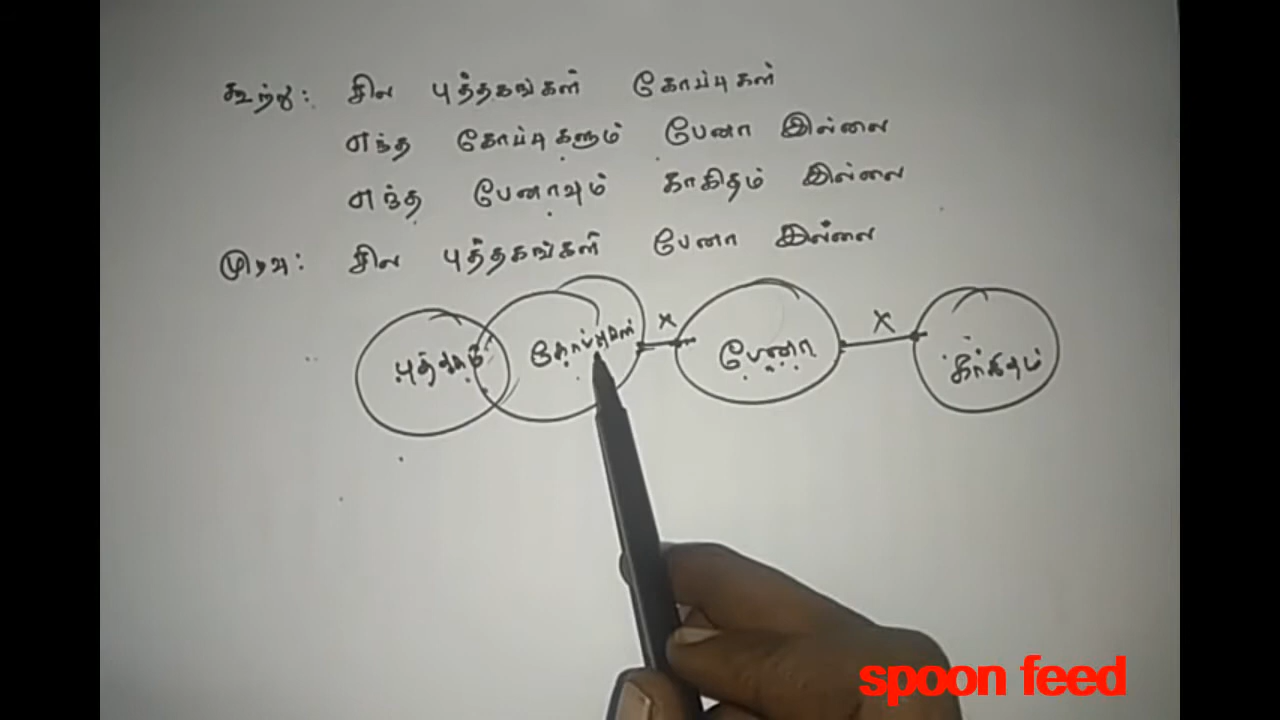 கூற்று: சில புத்தகங்கள் கோப்புகள்
எந்த கோப்புகளும் பேனா இல்லை
எந்த பேனாவும் காகிதம் இல்லை
முடிவு: சில புத்தகங்கள் பேனா இல்லை
புத்தகம் கோப்புகள் x பேனா x காகிதம்
spoon feed